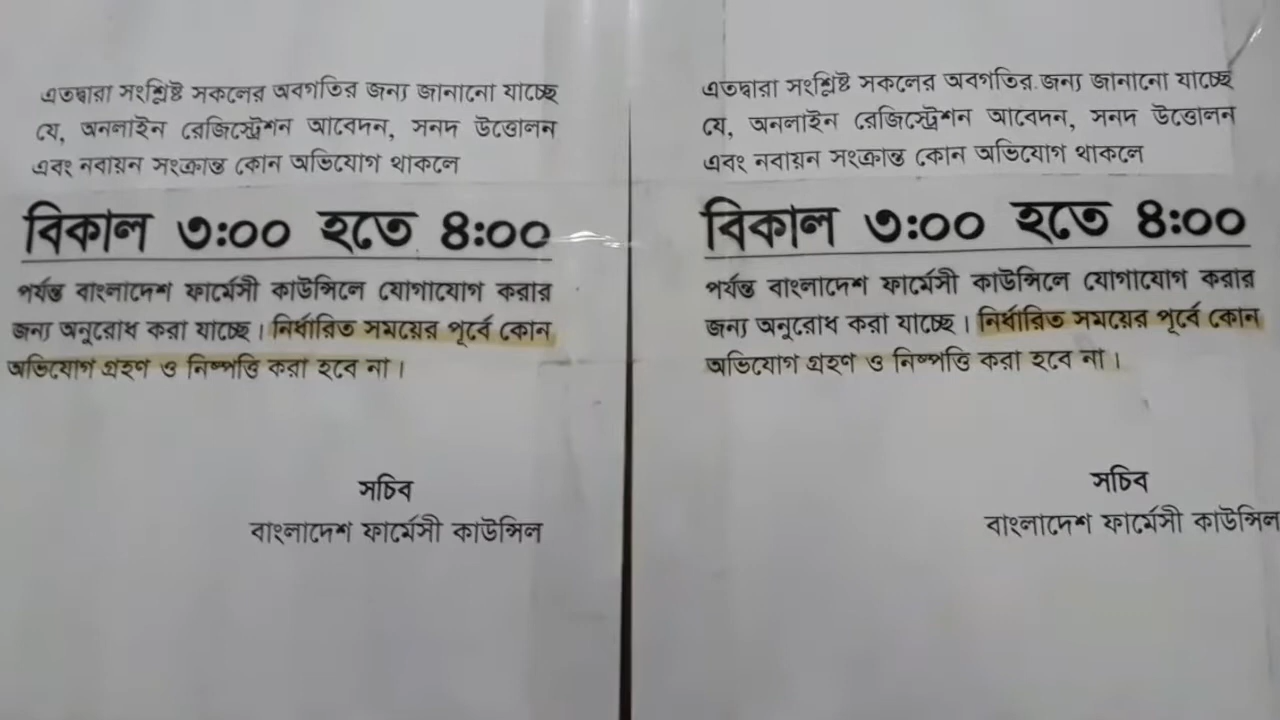 এতদ্বারা সংশ্লিষ্ট সকলের অবগতির জন্য জানানো যাচ্ছে
যে, অনলাইন রেজিস্ট্রেশন আবেদন, সনদ উত্তোলন
এবং নবায়ন সংক্রান্ত কোন অভিযোগ থাকলে
বিকাল ৩:০০ হতে ৪:০০
পর্যন্ত বাংলাদেশ ফার্মেসী কাউন্সিলে যোগাযোগ করার
জন্য অনুরোধ করা যাচ্ছে। নির্ধারিত সময়ের পূর্বে কোন
অভিযোগ গ্রহণ ও নিষ্পত্তি করা হবে না।
সচিব
বাংলাদেশ ফার্মেসী কাউন্সিল
এতদ্বারা সংশ্লিষ্ট সকলের অবগতির জন্য জানানো যাচ্ছে
যে, অনলাইন রেজিস্ট্রেশন আবেদন, সনদ উত্তোলন
এবং নবায়ন সংক্রান্ত কোন অভিযোগ থাকলে
বিকাল ৩:০০ হতে ৪:০০
পর্যন্ত বাংলাদেশ ফার্মেসী কাউন্সিলে যোগাযোগ করার
জন্য অনুরোধ করা যাচ্ছে। নির্ধারিত সময়ের পূর্বে কোন
অভিযোগ গ্রহণ ও নিষ্পত্তি করা হবে না।
সচিব
বাংলাদেশ ফার্মেসী কাউন্সিল